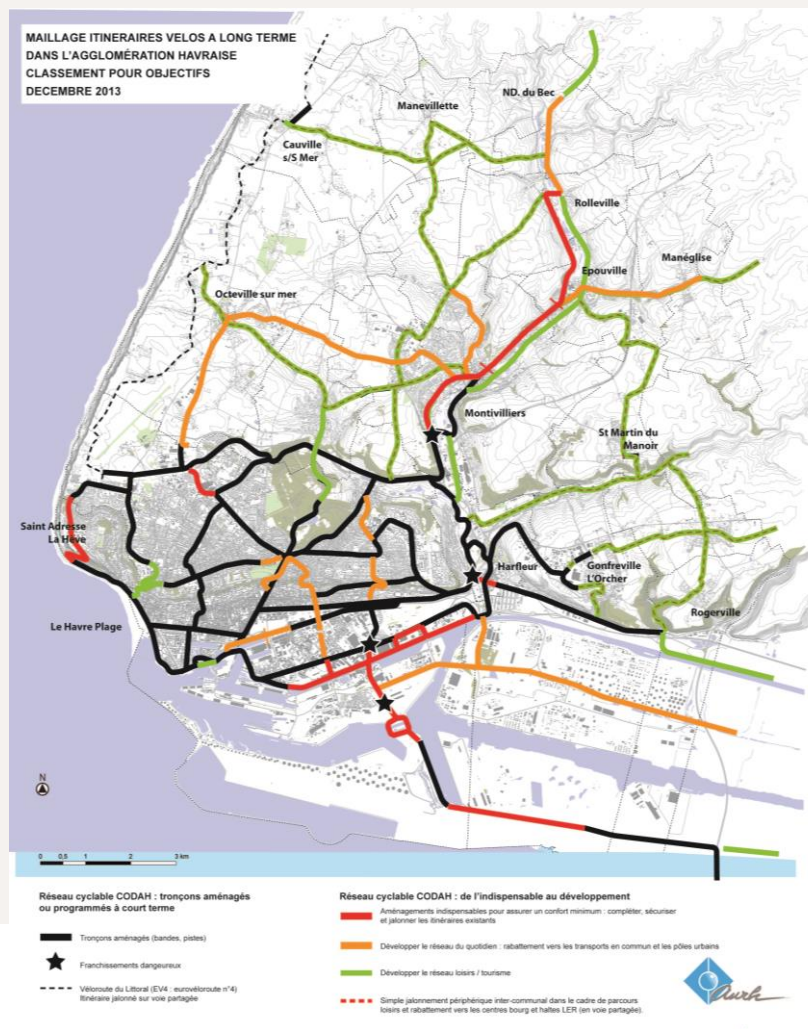 MAILLAGE ITINERAIRES VELOS A LONG TERME
DANS L'AGGLOMÉRATION HAVRAISE
CLASSEMENT POUR OBJECTIFS
DECEMBRE 2013
ND. du Bec
Manevillette
Cauville
s/S Mer
Rolleville
Epouville
Manéglise
Octeville sur mer
Montivilliers
St Martin du
Manoir
Saint Adresse
La Hève
Harfleur
Gonfreville
L'Orcher
Rogerville
Le Havre Plage
N
0 0,5 1 2 3 km
Réseau cyclable CODAH : tronçons aménagés
ou programmés à court terme
Tronçons aménagés (bandes, pistes)
Franchissements dangeureux
Véloroute du Littoral (EV4 : eurovéloroute n°4)
Itinéraire jalonné sur voie partagée
Réseau cyclable CODAH : de l'indispensable au développement
Aménagements indispensables pour assurer un confort minimum : compléter, sécuriser
et jalonner les itinéraires existants
Développer le réseau du quotidien : rabattement vers les transports en commun et les pôles urbains
Développer le réseau loisirs / tourisme
Simple jalonnement périphérique inter-communal dans le cadre de parcours
loisirs et rabattement vers les centres bourg et haltes LER (en voie partagée).
aurh